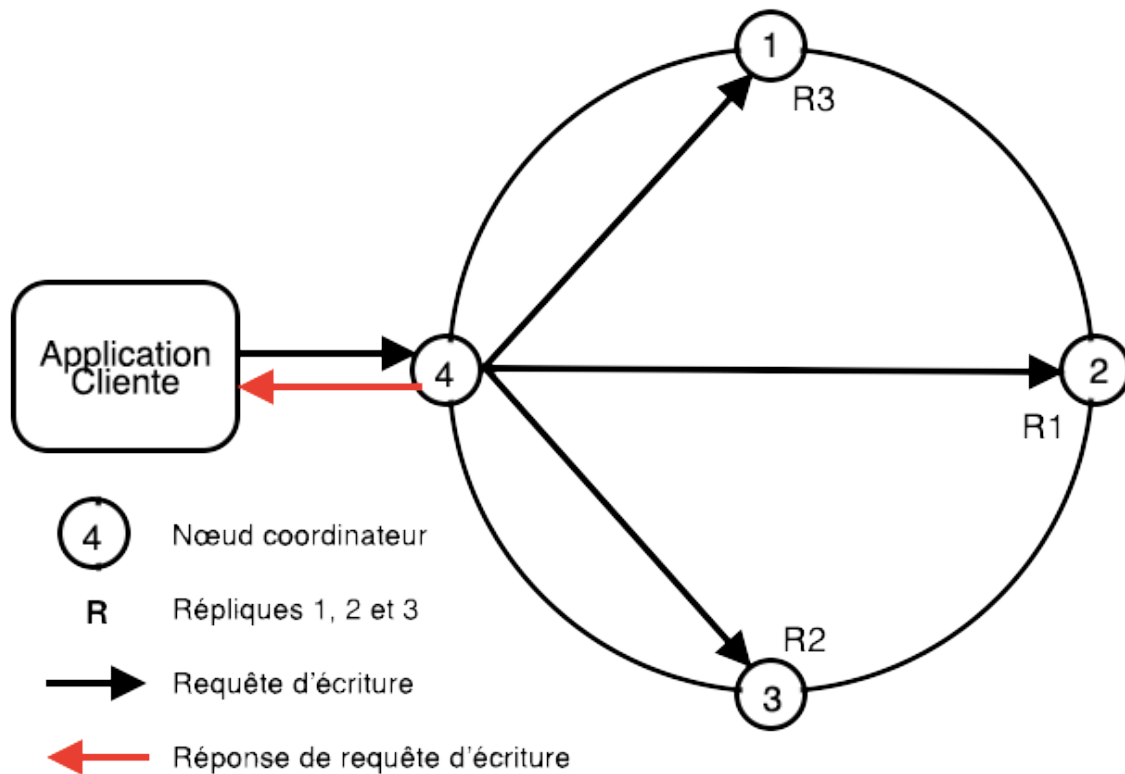 1
R3
Application
Cliente
4
2
R1
4 Nœud coordinateur
R2
R Répliques 1, 2 et 3
3
Requête d'écriture
Réponse de requête d'écriture